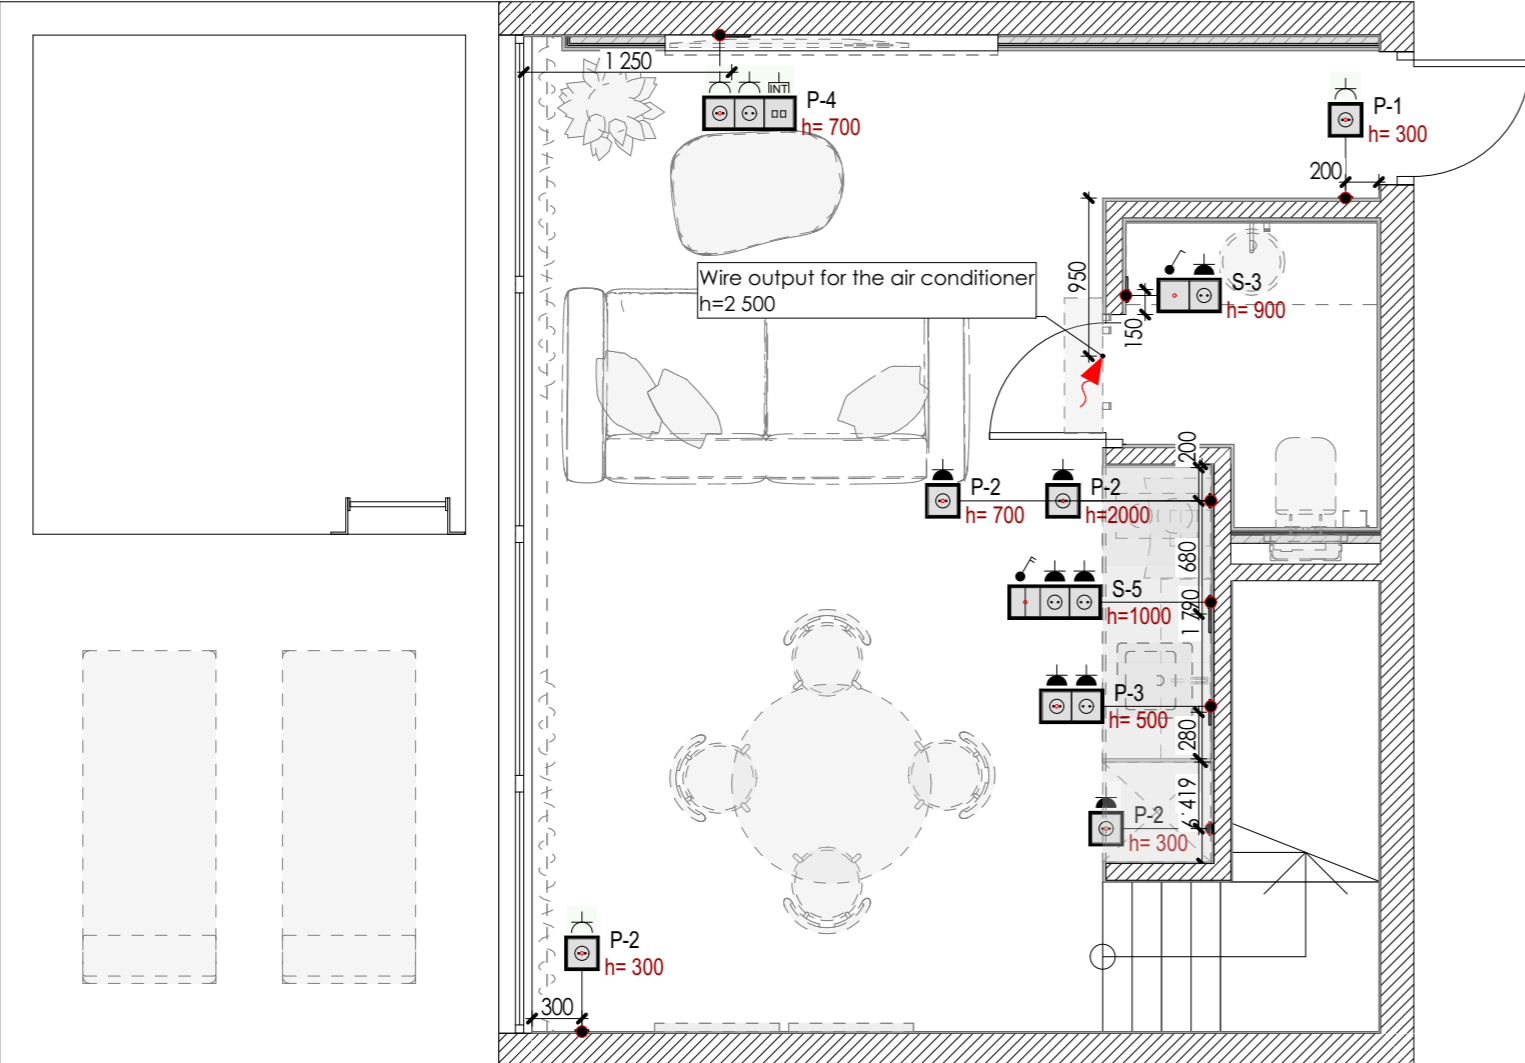 1 250
INT
P-4
h= 700
P-1
h= 300
200
950
Wire output for the air conditioner
h=2 500
S-3
h= 900
150
200
P-2
h= 700
P-2
h=2000
680
S-5
h=1000
1 790
P-3
h= 500
280
419
P-2
h= 300
P-2
h= 300
300